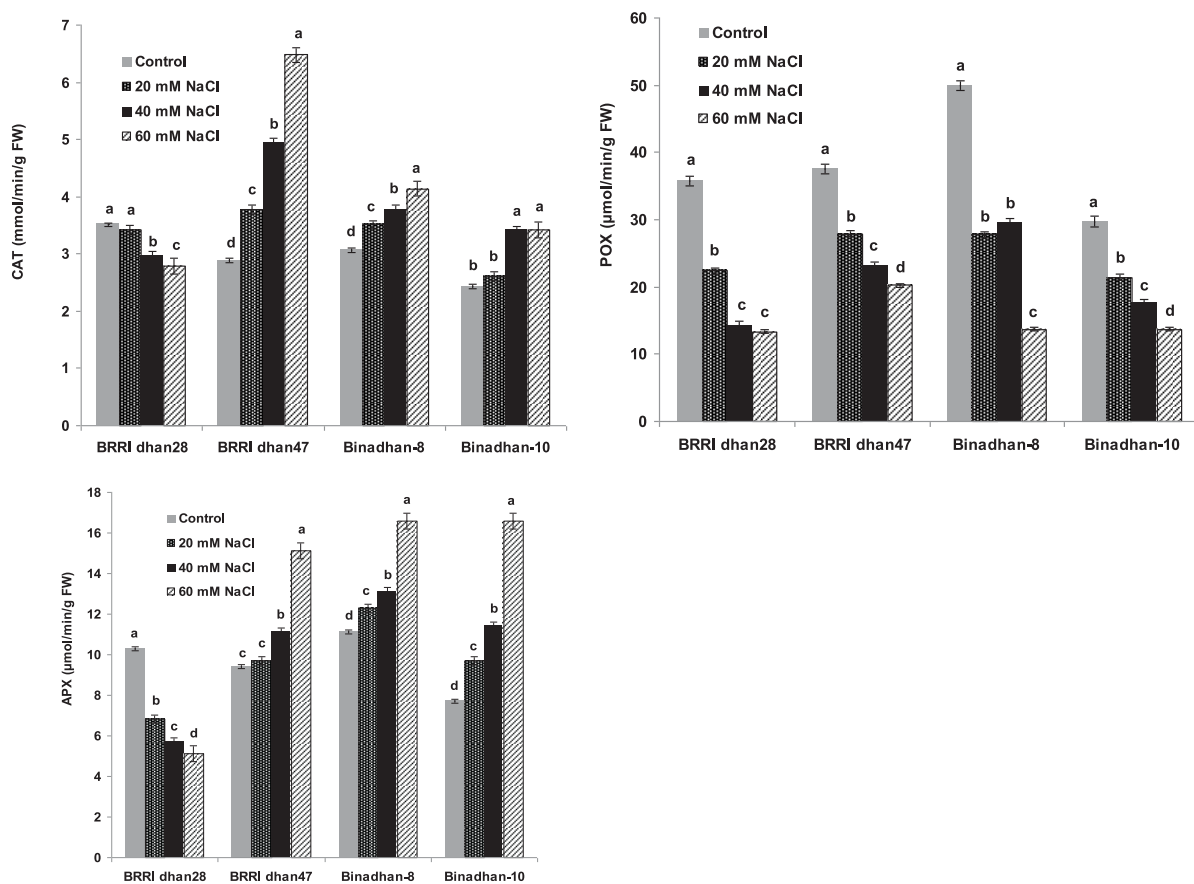 CAT (mmol/min/g FW)
7
6
5
4
3
2
1
0
Control
20 mM NaCl
40 mM NaCl
60 mM NaCl
a a b c
d c b a
d c b a
b b a a
BRRI dhan28 BRRI dhan47 Binadhan-8 Binadhan-10
POX (µmol/min/g FW)
60
50
40
30
20
10
0
Control
20 mM NaCl
40 mM NaCl
60 mM NaCl
a b c c
a b c d
a b b c
a b c d
BRRI dhan28 BRRI dhan47 Binadhan-8 Binadhan-10
APX (µmol/min/g FW)
18
16
14
12
10
8
6
4
2
0
Control
20 mM NaCl
40 mM NaCl
60 mM NaCl
a b c d
c c b a
d c b a
d c b a
BRRI dhan28 BRRI dhan47 Binadhan-8 Binadhan-10